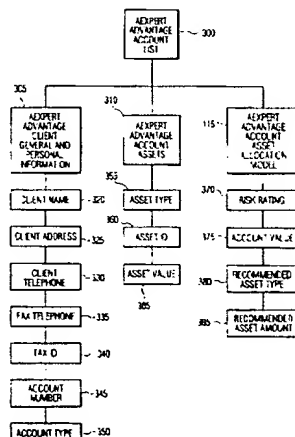 AEXPERT
ADVANTAGE
ACCOUNT
LIST
300
305
AEXPERT
ADVANTAGE
CLIENT
GENERAL
AND
PERSONAL
INFORMATION
CLIENT NAME
320
CLIENT ADDRESS
325
CLIENT
TELEPHONE
330
FAX TELEPHONE
335
TAX ID
340
ACCOUNT
NUMBER
345
ACCOUNT TYPE
350
310
AEXPERT
ADVANTAGE
ACCOUNT
ASSETS
355
ASSET TYPE
360
ASSET ID
ASSET VALUE
365
AEXPERT
ADVANTAGE
ACCOUNT
ASSET
ALLOCATION
MODEL
370
RISK RATING
375
ACCOUNT VALUE
380
RECOMMENDED
ASSET TYPE
385
RECOMMENDED
ASSET AMOUNT